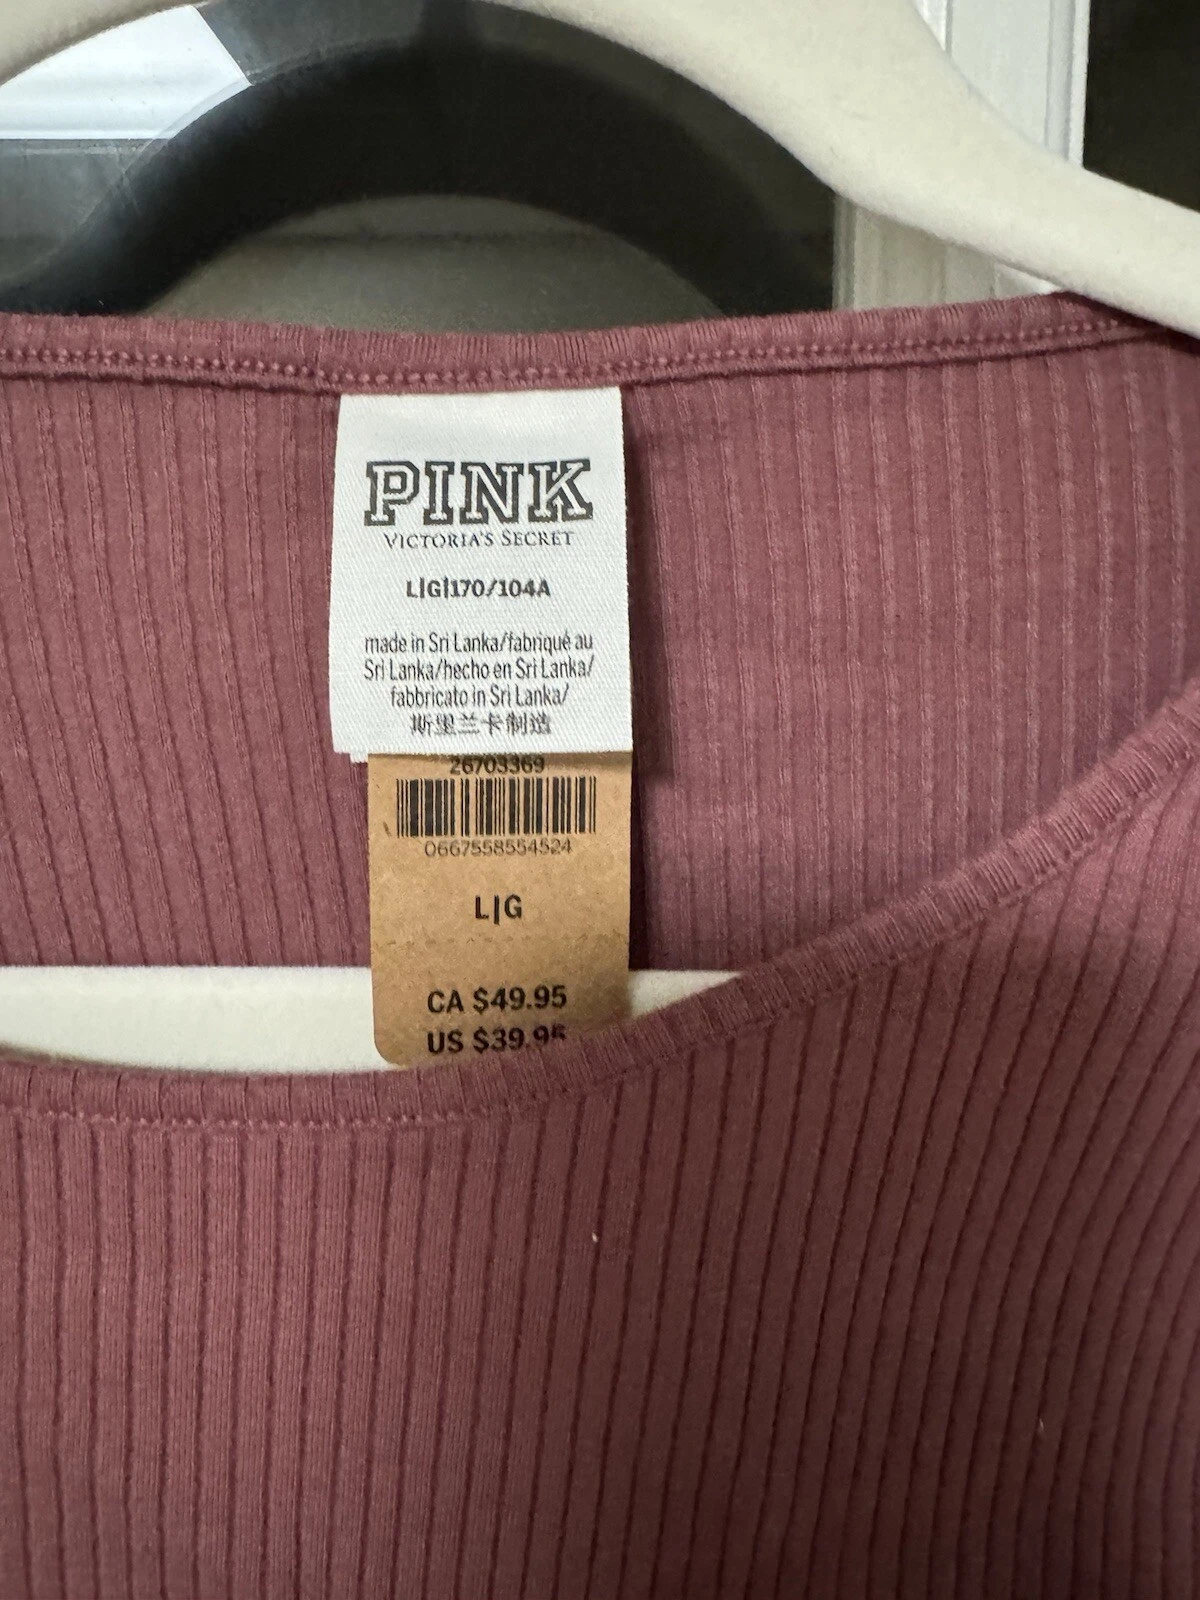 PINK
VICTORIA'S SECRET
L|G|170/104A
made in Sri Lanka/fabriqué au
Sri Lanka/hecho en Sri Lanka/
fabbricato in Sri Lanka/
斯里兰卡制造
26703369
0667558554524
L|G
CA $49.95
US $39.95